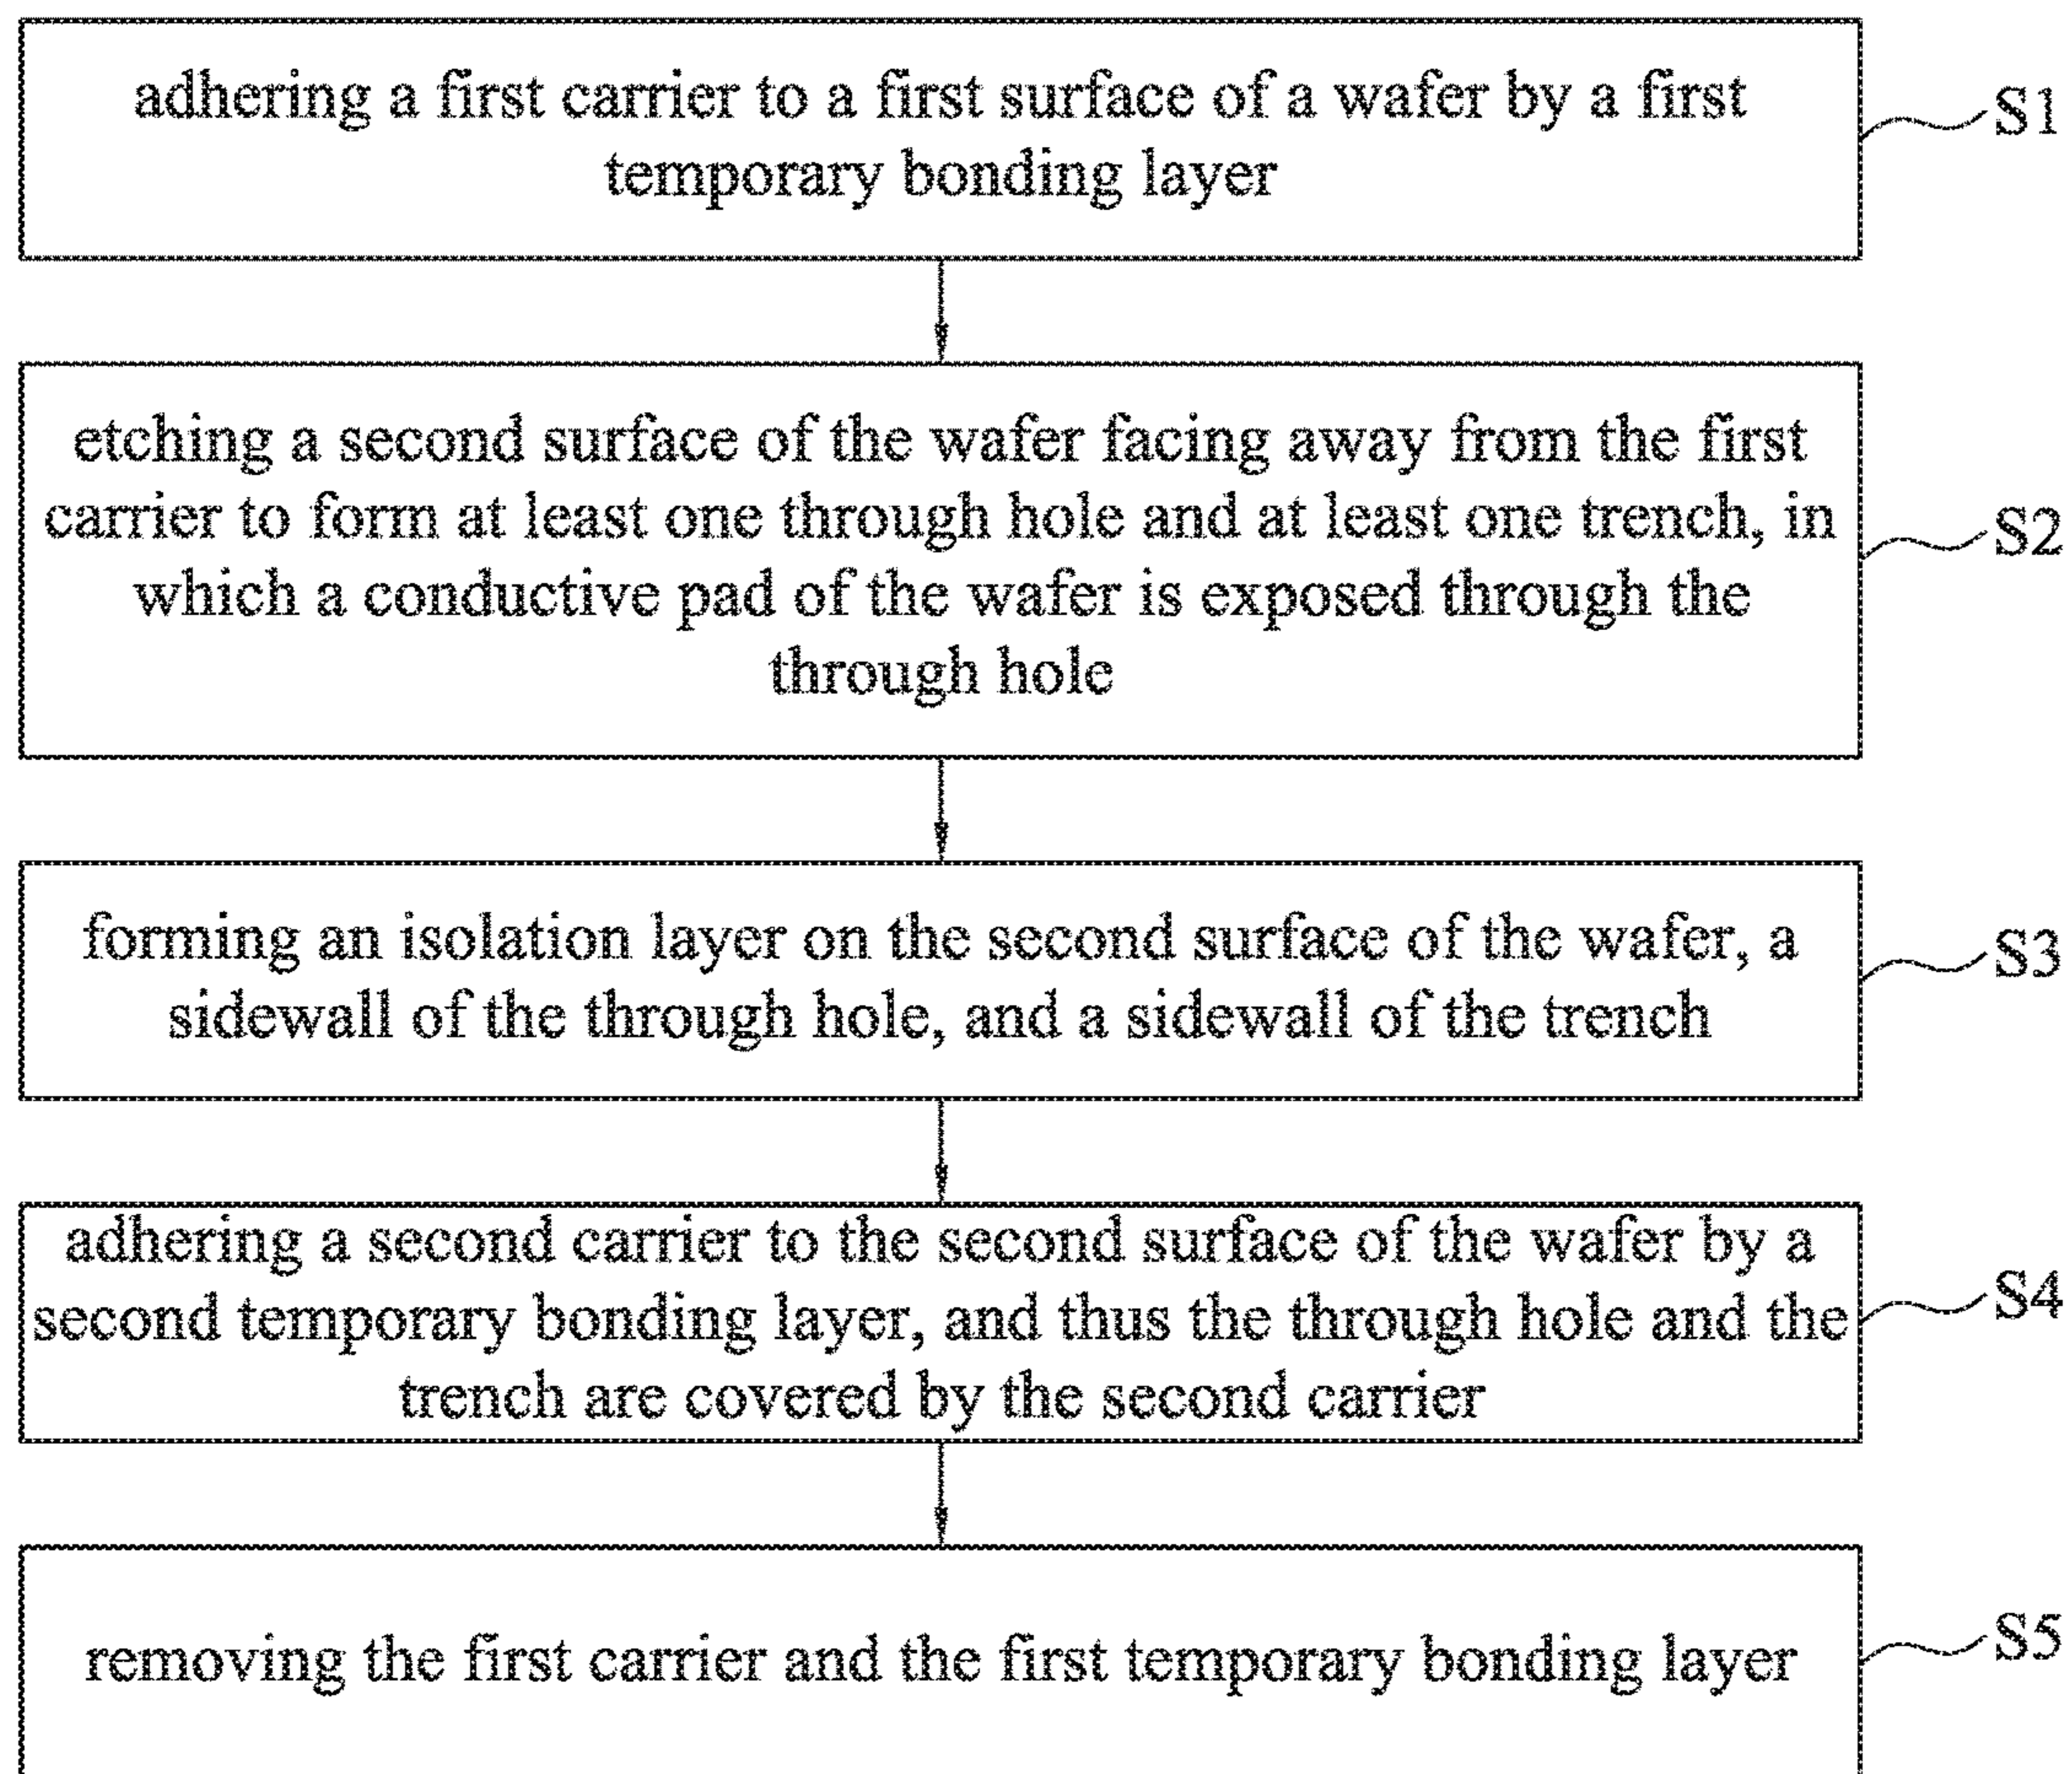 adhering a first carrier to a first surface of a wafer by a first
temporary bonding layer
S1
etching a second surface of the wafer facing away from the first
carrier to form at least one through hole and at least one trench, in
which a conductive pad of the wafer is exposed through the
through hole
S2
forming an isolation layer on the second surface of the wafer, a
sidewall of the through hole, and a sidewall of the trench
S3
adhering a second carrier to the second surface of the wafer by a
second temporary bonding layer, and thus the through hole and the
trench are covered by the second carrier
S4
removing the first carrier and the first temporary bonding layer
S5